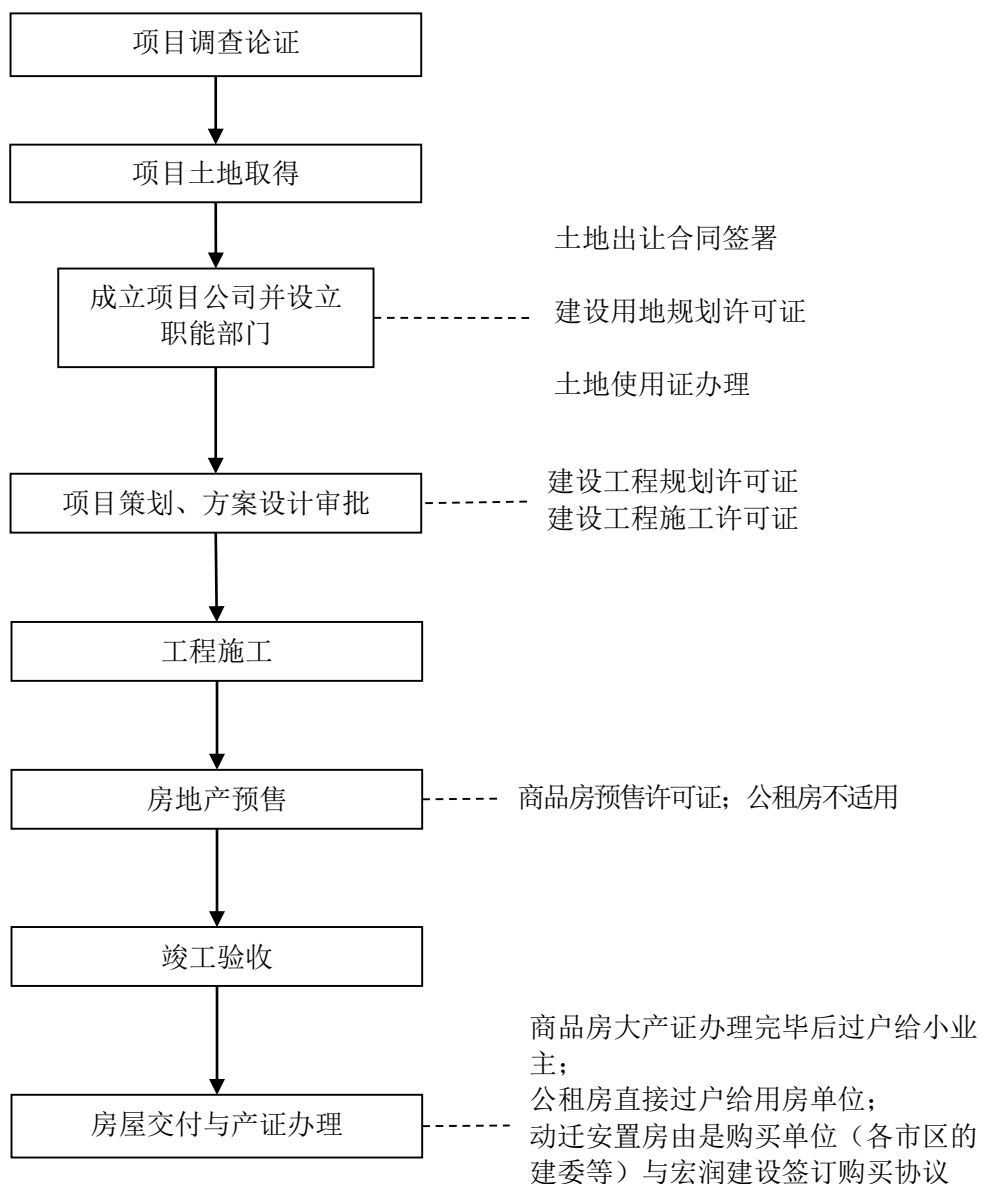 项目调查论证
项目土地取得
土地出让合同签署
成立项目公司并设立
职能部门
建设用地规划许可证
土地使用证办理
项目策划、方案设计审批
建设工程规划许可证
建设工程施工许可证
工程施工
房地产预售
商品房预售许可证；公租房不适用
竣工验收
房屋交付与产证办理
商品房大产证办理完毕后过户给小业
主；
公租房直接过户给用房单位；
动迁安置房由是购买单位（各市区的
建委等）与宏润建设签订购买协议